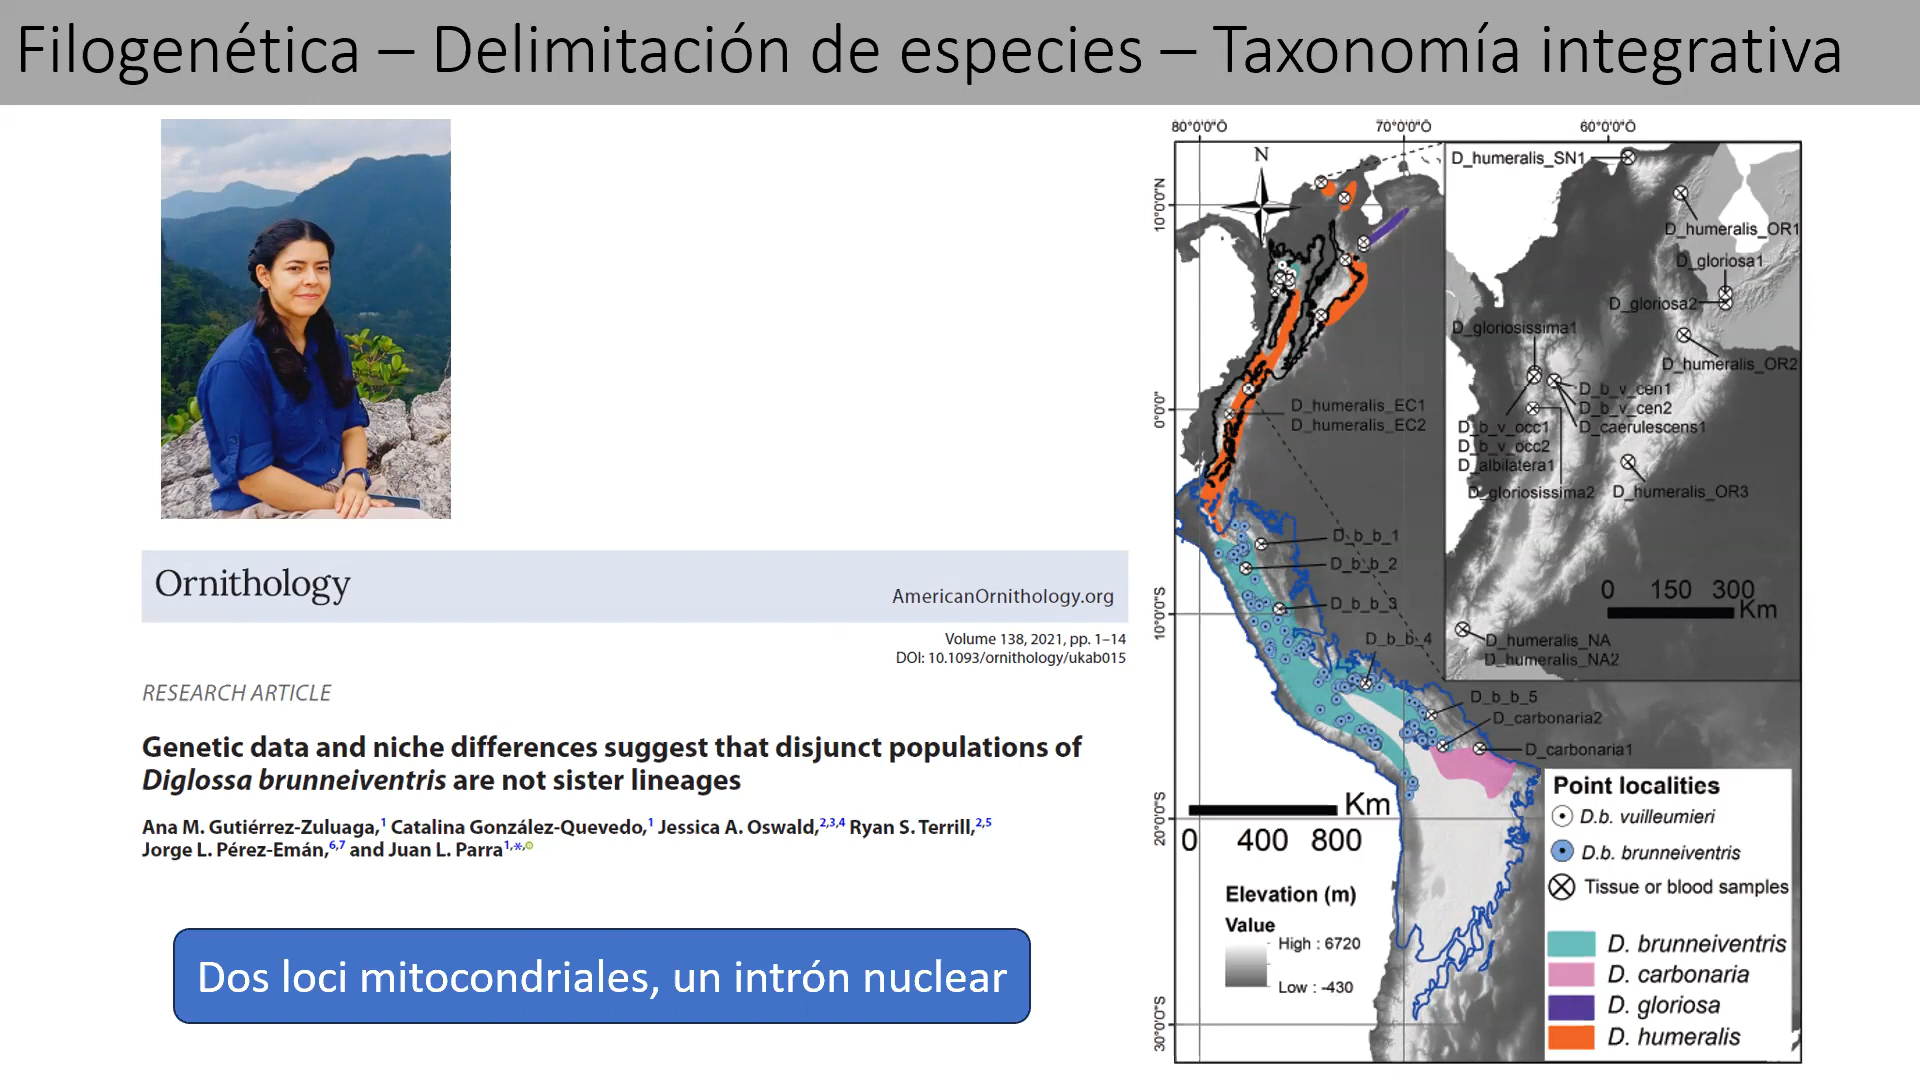 Filogenética – Delimitación de especies – Taxonomía integrativa
Ornithology
AmericanOrnithology.org
Volume 138, 2021, pp. 1–14
DOI: 10.1093/ornithology/ukab015
RESEARCH ARTICLE
Genetic data and niche differences suggest that disjunct populations of
Diglossa brunneiventris are not sister lineages
Ana M. Gutiérrez-Zuluaga,1 Catalina González-Quevedo,1 Jessica A. Oswald,2,3,4 Ryan S. Terrill,2,5
Jorge L. Pérez-Emán,6,7 and Juan L. Parra1,*,
Dos loci mitocondriales, un intrón nuclear
80°0'0"O
70°0'0"O
60°0'0"O
N
10°0'0"N
0°0'0"
10°0'0"S
20°0'0"S
30°0'0"S
D_humeralis_SN1
D_humeralis_OR1
D_gloriosa1
D_gloriosa2
D_gloriosissima1
D_humeralis_OR2
D_b_v_cen1
D_b_v_cen2
D_caerulescens1
D_b_v_occ1
D_b_v_occ2
D_albilatera1
D_gloriosissima2
D_humeralis_OR3
D_humeralis_EC1
D_humeralis_EC2
0 150 300
Km
D_humeralis_NA
D_humeralis_NA2
D_b_b_1
D_b_b_2
D_b_b_3
D_b_b_4
D_b_b_5
D_carbonaria2
D_carbonaria1
Km
0 400 800
Elevation (m)
Value
High : 6720
Low : -430
Point localities
D.b. vuilleumieri
D.b. brunneiventris
Tissue or blood samples
D. brunneiventris
D. carbonaria
D. gloriosa
D. humeralis